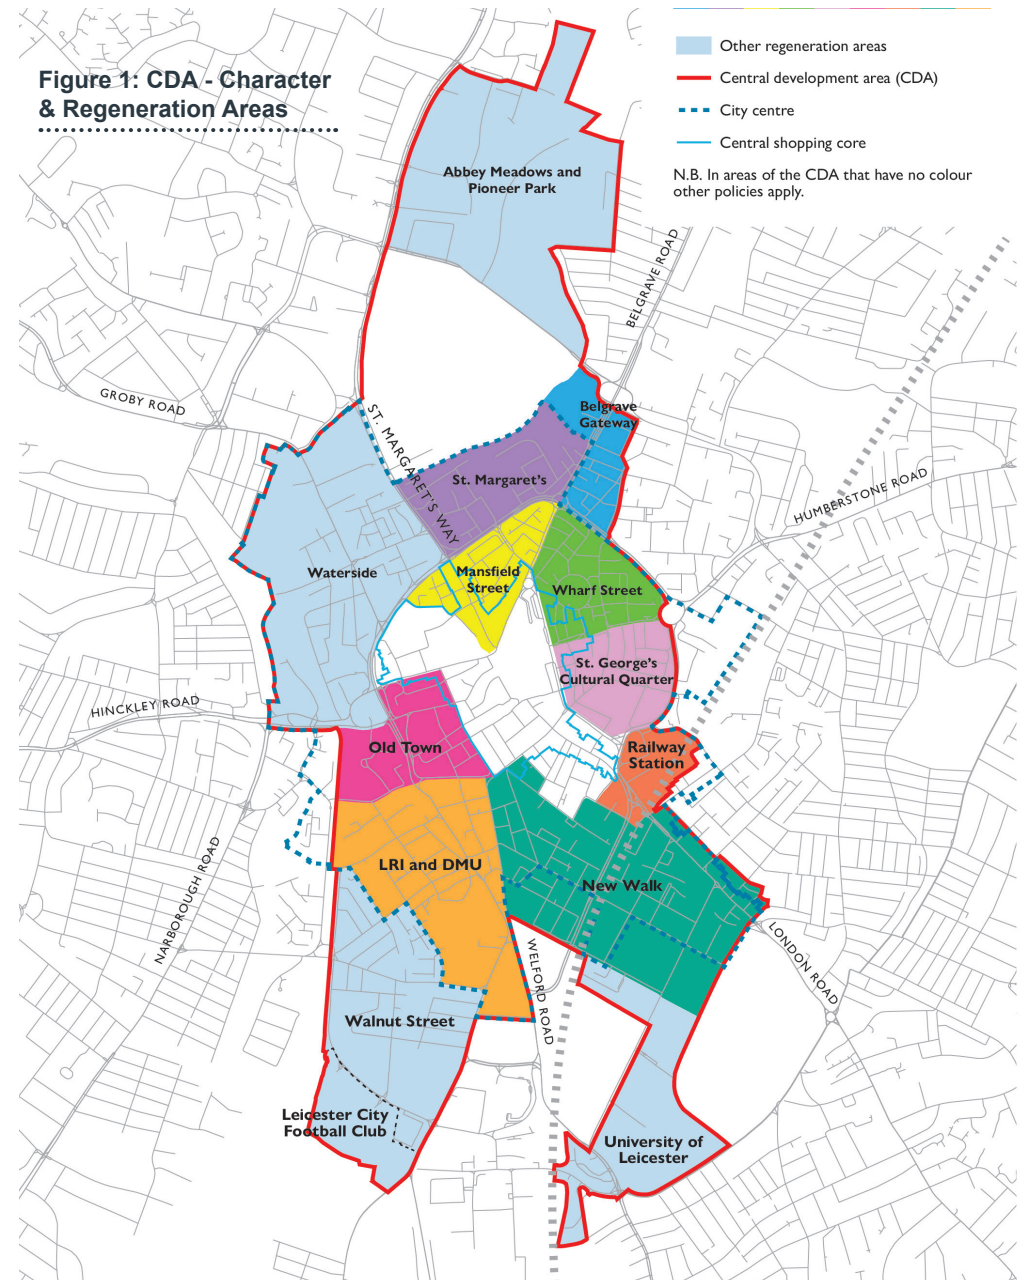 Figure 1: CDA - Character
& Regeneration Areas
Other regeneration areas
Central development area (CDA)
City centre
Central shopping core
N.B. In areas of the CDA that have no colour
other policies apply.
Abbey Meadows and
Pioneer Park
BELGRAVE ROAD
GROBY ROAD
ST. MARGARET'S WAY
Belgrave
Gateway
St. Margaret's
HUMBERSTONE ROAD
Waterside
Mansfield
Street
Wharf Street
St. George's
Cultural Quarter
HINCKLEY ROAD
Old Town
Railway
Station
LRI and DMU
New Walk
NARBOROUGH ROAD
WELFORD ROAD
LONDON ROAD
Walnut Street
Leicester City
Football Club
University of
Leicester